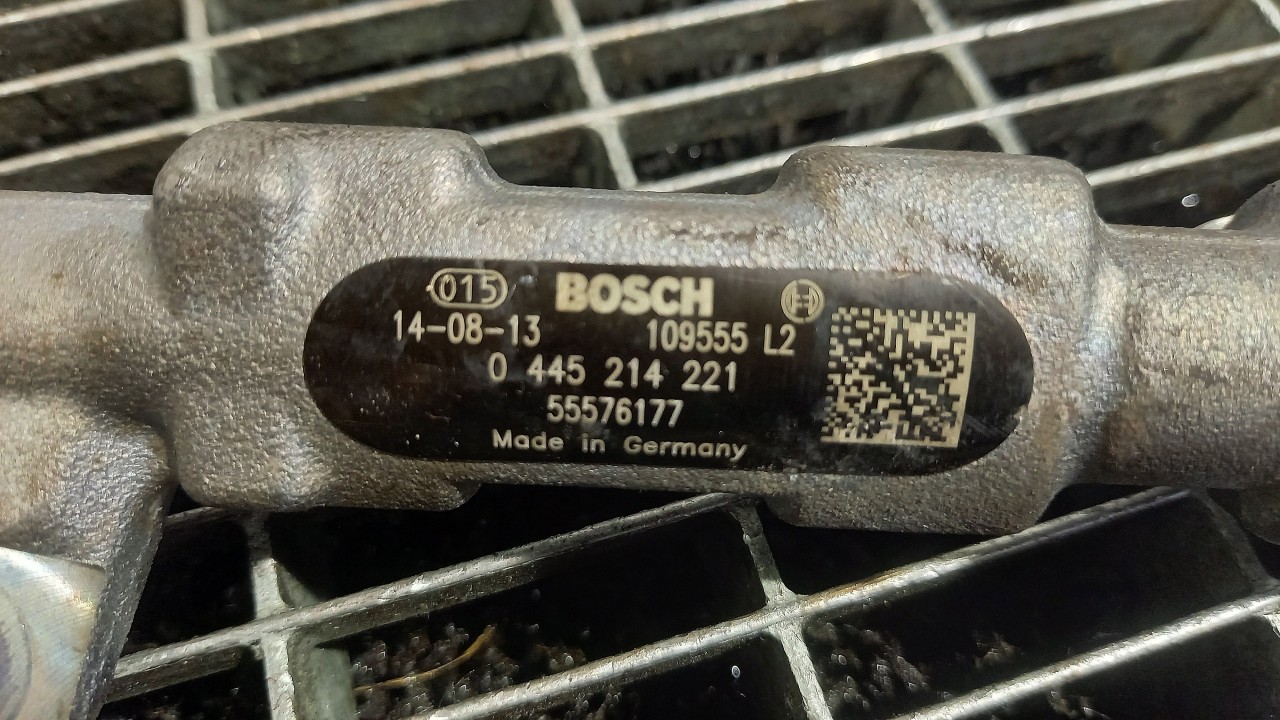 015 BOSCH
14-08-13 109555 L2
0 445 214 221
55576177
Made in Germany